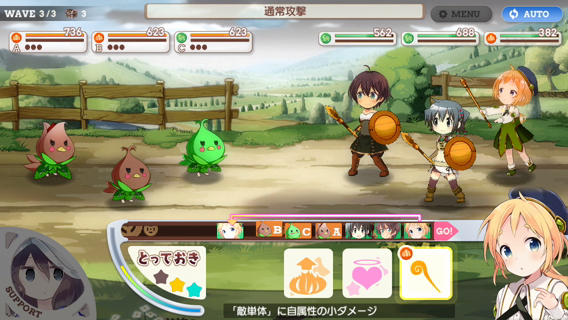 WAVE 3/3 3
通常攻撃
MENU
AUTO
736
A
623
B
623
C
562
688
382
B C A
GO!
とっておき
SUPPORT
「敵単体」に自属性の小ダメージ